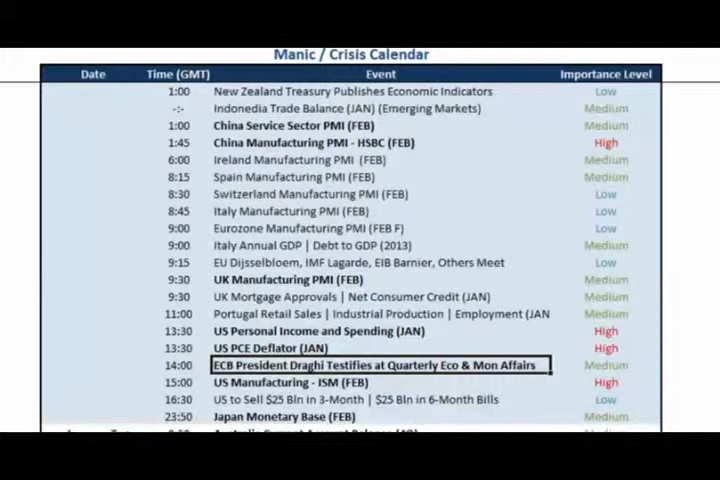 Manic / Crisis Calendar
Date Time (GMT) Event Importance Level
1:00 New Zealand Treasury Publishes Economic Indicators Low
-:- Indonedia Trade Balance (JAN) (Emerging Markets) Medium
1:00 China Service Sector PMI (FEB) Medium
1:45 China Manufacturing PMI - HSBC (FEB) High
6:00 Ireland Manufacturing PMI (FEB) Medium
8:15 Spain Manufacturing PMI (FEB) Medium
8:30 Switzerland Manufacturing PMI (FEB) Low
8:45 Italy Manufacturing PMI (FEB) Low
9:00 Eurozone Manufacturing PMI (FEB F) Low
9:00 Italy Annual GDP | Debt to GDP (2013) Medium
9:15 EU Dijsselbloem, IMF Lagarde, EIB Barnier, Others Meet Low
9:30 UK Manufacturing PMI (FEB) Medium
9:30 UK Mortgage Approvals | Net Consumer Credit (JAN) Medium
11:00 Portugal Retail Sales | Industrial Production | Employment (JAN Medium
13:30 US Personal Income and Spending (JAN) High
13:30 US PCE Deflator (JAN) High
14:00 ECB President Draghi Testifies at Quarterly Eco & Mon Affairs Medium
15:00 US Manufacturing - ISM (FEB) High
16:30 US to Sell $25 Bln in 3-Month | $25 Bln in 6-Month Bills Low
23:50 Japan Monetary Base (FEB) Medium